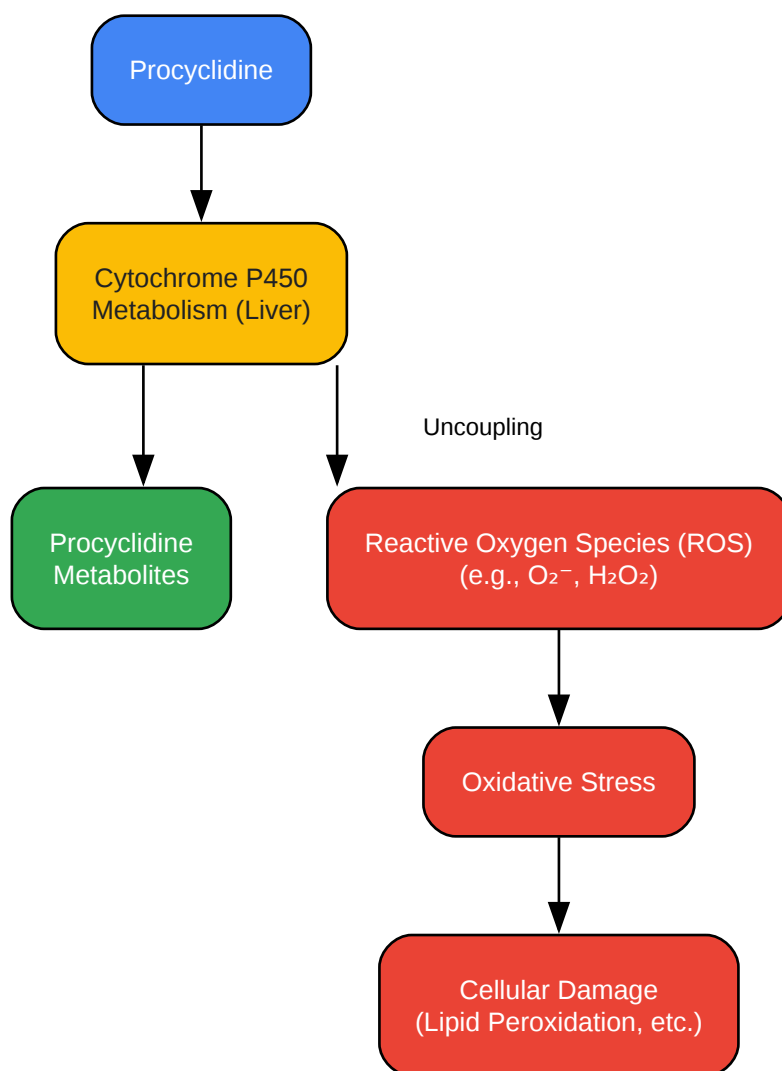 Procyclidine
Cytochrome P450
Metabolism (Liver)
Uncoupling
Procyclidine
Metabolites
Reactive Oxygen Species (ROS)
(e.g., O₂⁻, H₂O₂)
Oxidative Stress
Cellular Damage
(Lipid Peroxidation, etc.)